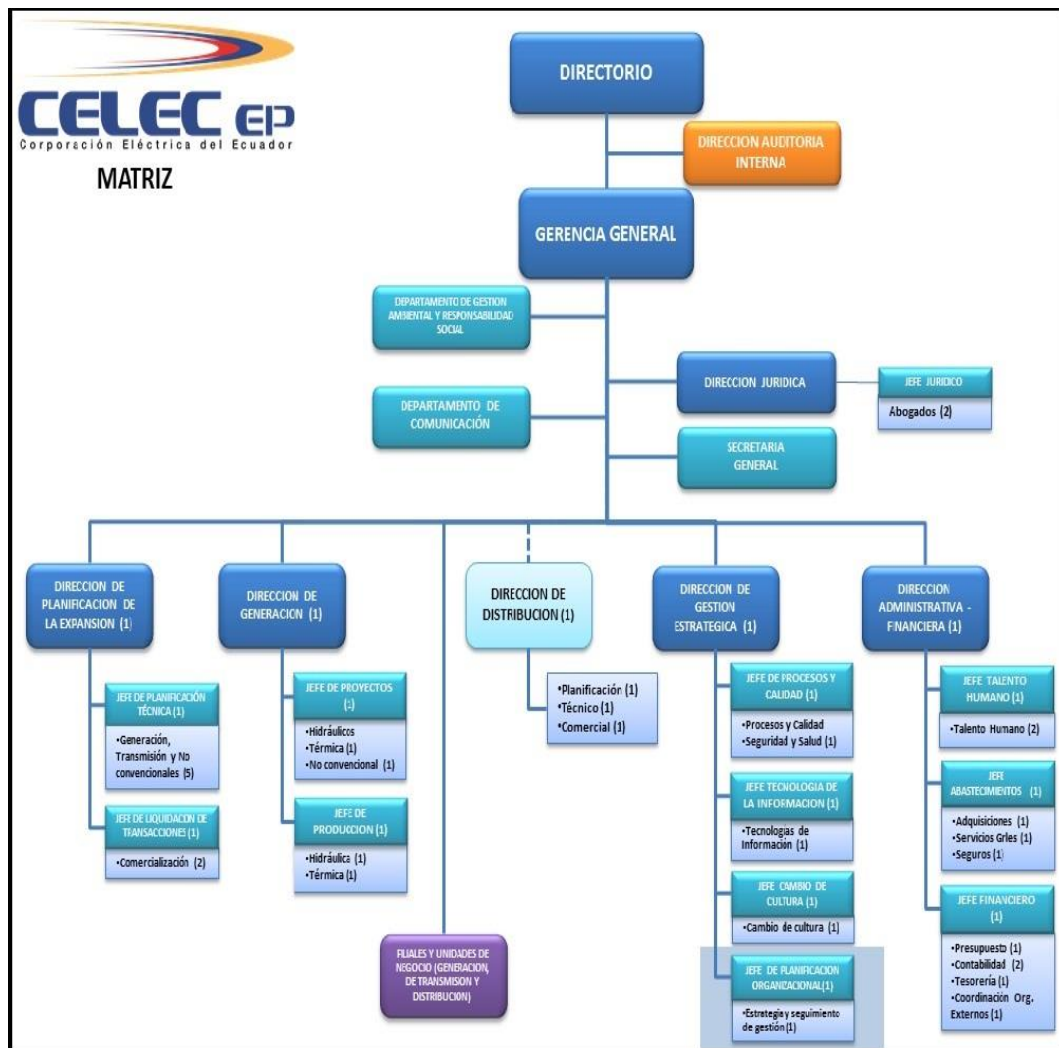 CELEC EP
Corporación Eléctrica del Ecuador
MATRIZ
DIRECTORIO
DIRECCION AUDITORIA
INTERNA
GERENCIA GENERAL
DEPARTAMENTO DE GESTION
AMBIENTAL Y RESPONSABILIDAD
SOCIAL
DIRECCION JURIDICA
JEFE JURIDICO
Abogados (2)
DEPARTAMENTO DE
COMUNICACIÓN
SECRETARIA
GENERAL
DIRECCION DE
PLANIFICACION DE
LA EXPANSION (1)
JEFE DE PLANIFICACIÓN
TÉCNICA (1)
•Generación,
Transmisión y No
convencionales (5)
JEFE DE LIQUIDACION DE
TRANSACCIONES (1)
•Comercialización (2)
DIRECCION DE
GENERACION (1)
JEFE DE PROYECTOS
(1)
•Hidráulicos
•Térmica (1)
•No convencional (1)
JEFE DE
PRODUCCION (1)
•Hidráulica (1)
•Térmica (1)
FILIALES Y UNIDADES DE
NEGOCIO (GENERACION,
DE TRANSMISION Y
DISTRIBUCION)
DIRECCION DE
DISTRIBUCION (1)
•Planificación (1)
•Técnico (1)
•Comercial (1)
DIRECCION DE
GESTION
ESTRATEGICA (1)
JEFE DE PROCESOS Y
CALIDAD (1)
•Procesos y Calidad
•Seguridad y Salud (1)
JEFE TECNOLOGIA DE
LA INFORMACION (1)
•Tecnologias de
Información (1)
JEFE CAMBIO DE
CULTURA (1)
•Cambio de cultura (1)
JEFE DE PLANIFICACION
ORGANIZACIONAL(1)
•Estrategia y seguimiento
de gestión (1)
DIRECCION
ADMINISTRATIVA -
FINANCIERA (1)
JEFE TALENTO
HUMANO (1)
•Talento Humano (2)
JEFE
ABASTECIMIENTOS (1)
•Adquisiciones (1)
•Servicios Grles (1)
•Seguros (1)
JEFE FINANCIERO
(1)
•Presupuesto (1)
•Contabilidad (2)
•Tesorería (1)
•Coordinación Org.
Externos (1)